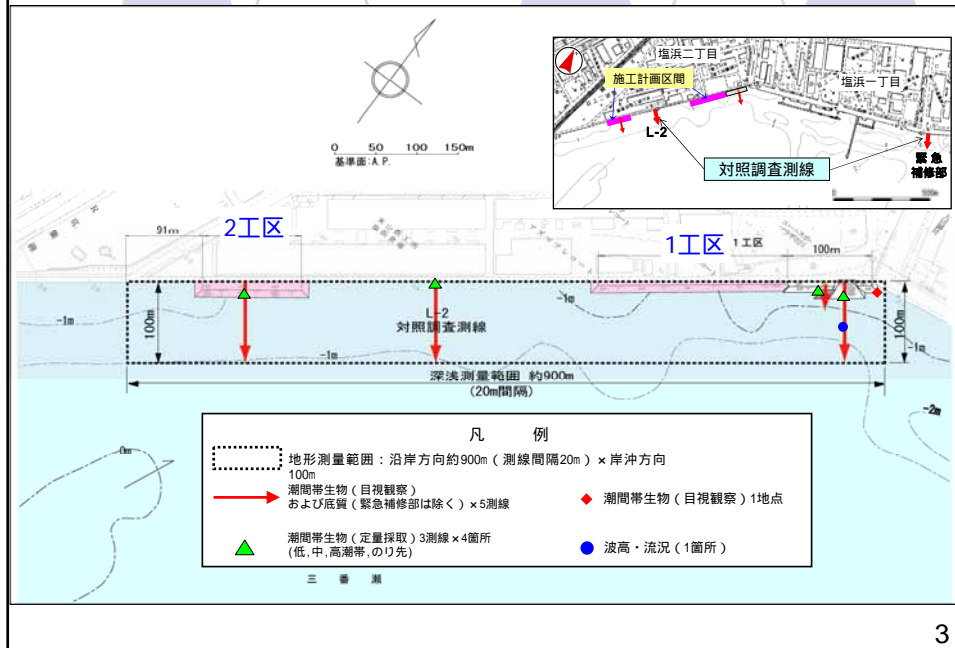 塩浜二丁目
塩浜一丁目
施工計画区間
L-2
緊急
補修部
対照調査測線
500m
0 50 100 150m
基準面:A.P.
91m
2工区
1工区
1工区
100m
-1m
100m
L-2
対照調査測線
-1m
100m
-1m
-1m
深浅測量範囲 約900m
(20m間隔)
-2m
0m
凡 例
地形測量範囲:沿岸方向約900m(測線間隔20m)×岸沖方向
100m
潮間帯生物(目視観察)
および底質(緊急補修部は除く)×5測線
潮間帯生物(目視観察)1地点
潮間帯生物(定量採取)3測線×4箇所
(低,中,高潮帯,のり先)
波高・流況(1箇所)
三 番 瀬
3